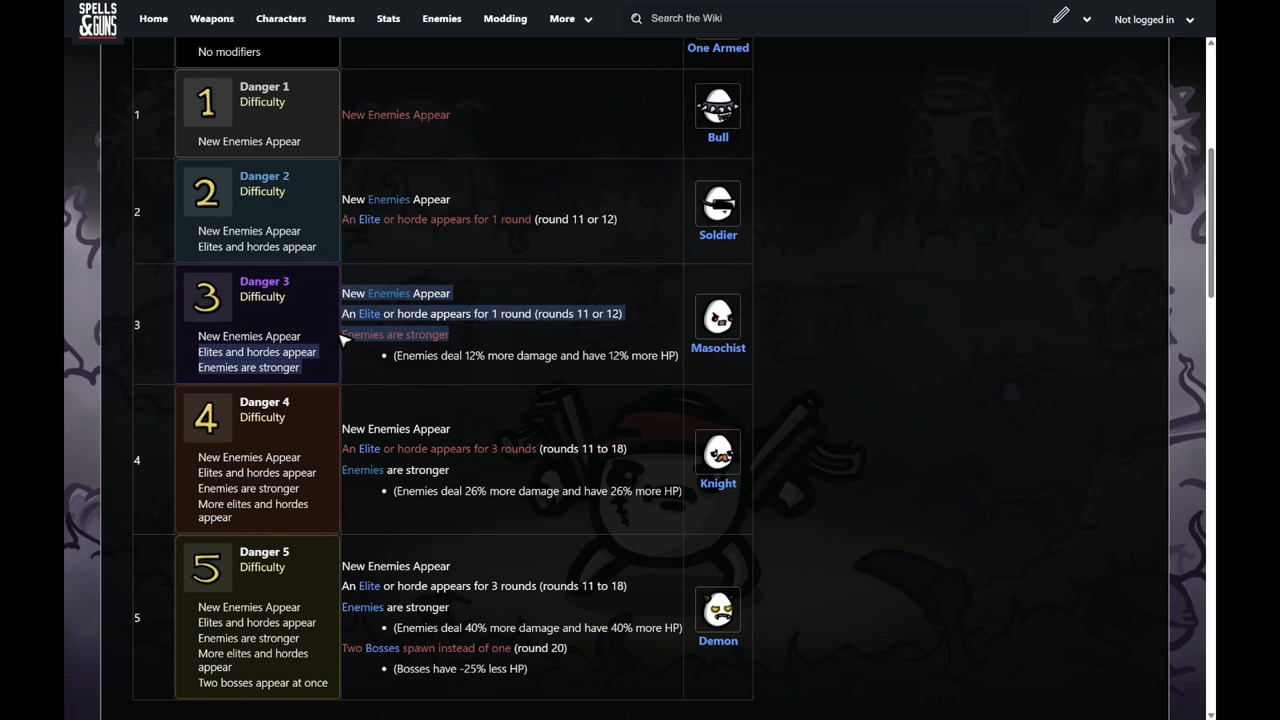 SPELLS
&GUNS
Home
Weapons
Characters
Items
Stats
Enemies
Modding
More
Search the Wiki
Not logged in
No modifiers
One Armed
1
1
Danger 1
Difficulty
New Enemies Appear
New Enemies Appear
Bull
2
2
Danger 2
Difficulty
New Enemies Appear
Elites and hordes appear
New Enemies Appear
An Elite or horde appears for 1 round (round 11 or 12)
Soldier
3
3
Danger 3
Difficulty
New Enemies Appear
Elites and hordes appear
Enemies are stronger
New Enemies Appear
An Elite or horde appears for 1 round (rounds 11 or 12)
Enemies are stronger
• (Enemies deal 12% more damage and have 12% more HP)
Masochist
4
4
Danger 4
Difficulty
New Enemies Appear
Elites and hordes appear
Enemies are stronger
More elites and hordes
appear
New Enemies Appear
An Elite or horde appears for 3 rounds (rounds 11 to 18)
Enemies are stronger
• (Enemies deal 26% more damage and have 26% more HP)
Knight
5
5
Danger 5
Difficulty
New Enemies Appear
Elites and hordes appear
Enemies are stronger
More elites and hordes
appear
Two bosses appear at once
New Enemies Appear
An Elite or horde appears for 3 rounds (rounds 11 to 18)
Enemies are stronger
• (Enemies deal 40% more damage and have 40% more HP)
Two Bosses spawn instead of one (round 20)
• (Bosses have -25% less HP)
Demon